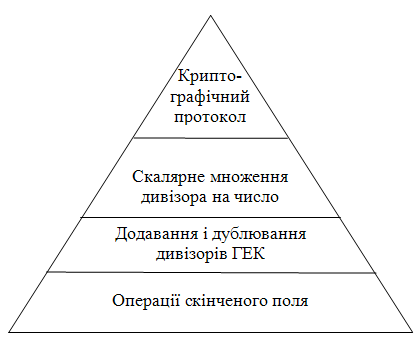 Крипто-
графічний
протокол
Скалярне множення
дивізора на число
Додавання і дублювання
дивізорів ГЕК
Операції скінченого поля